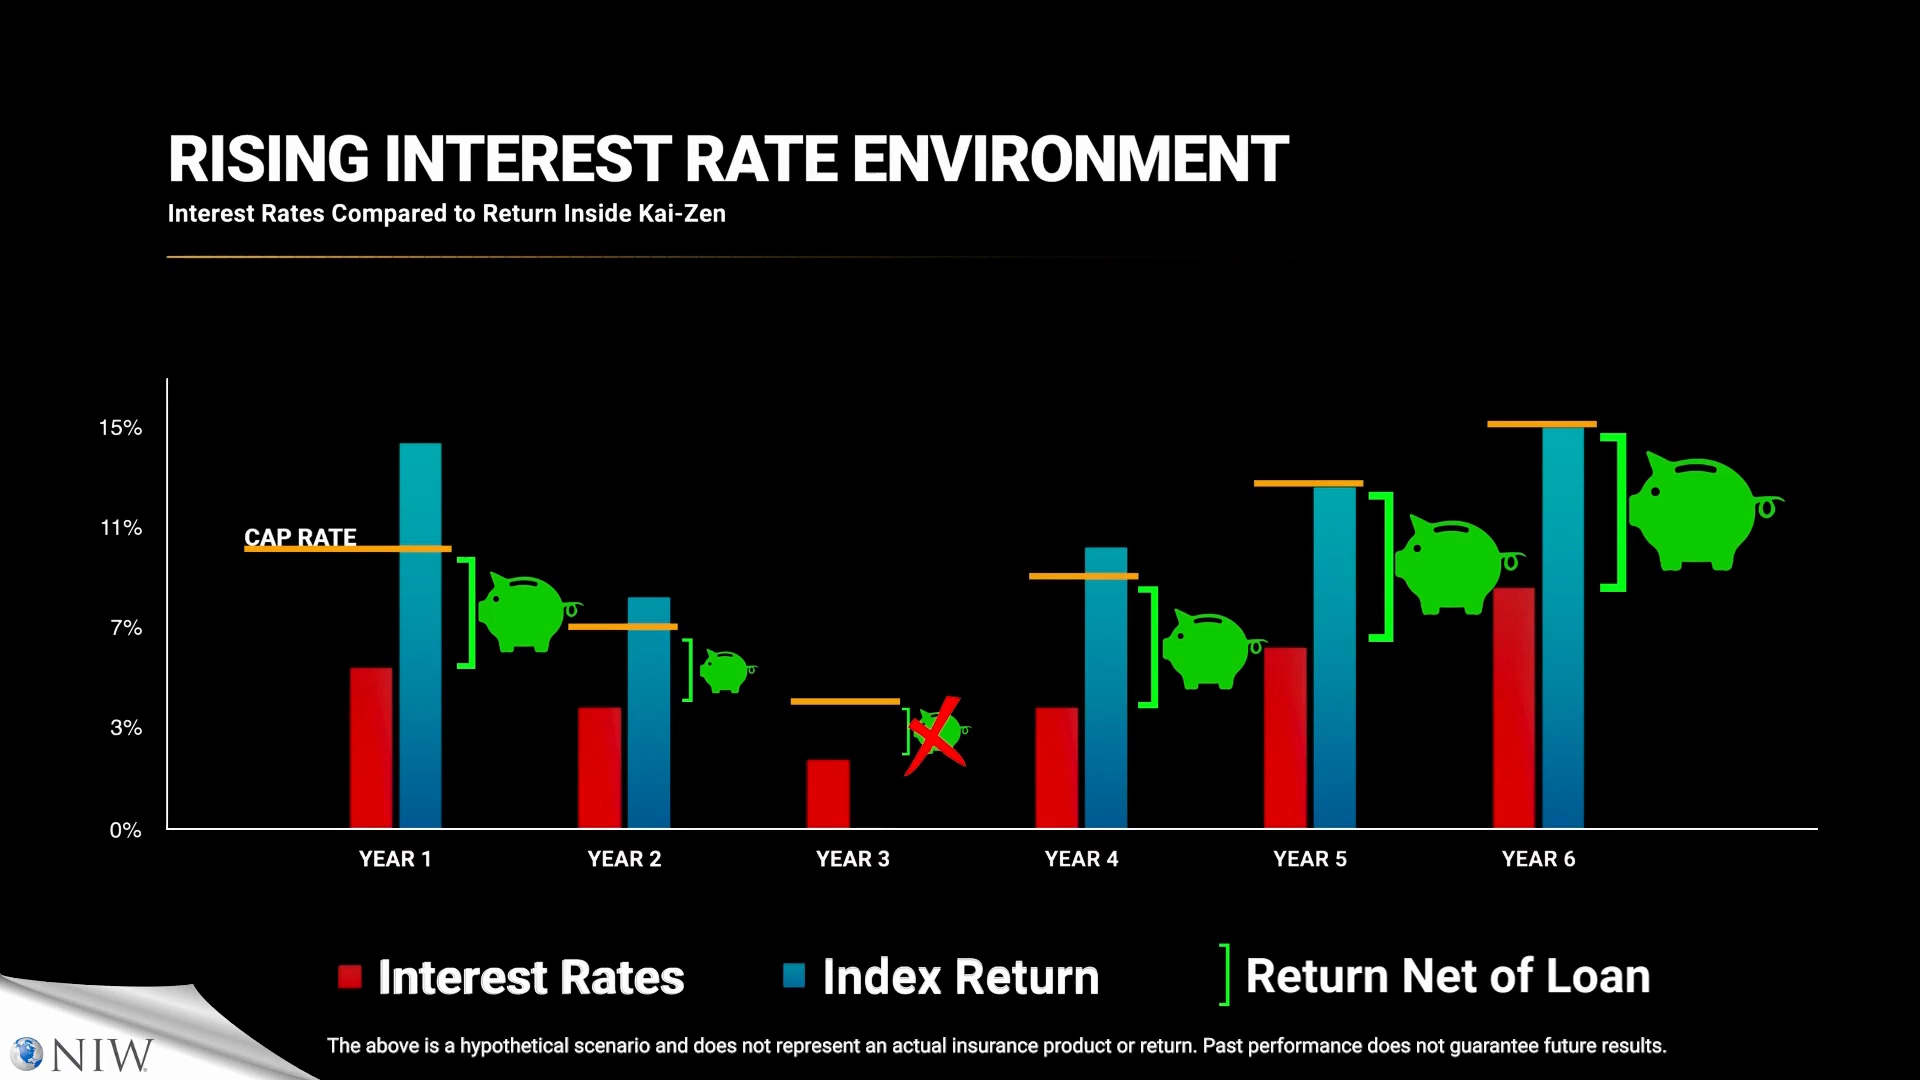 RISING INTEREST RATE ENVIRONMENT
Interest Rates Compared to Return Inside Kai-Zen
15%
11%
CAP RATE
7%
3%
0%
YEAR 1 YEAR 2 YEAR 3 YEAR 4 YEAR 5 YEAR 6
Interest Rates Index Return Return Net of Loan
The above is a hypothetical scenario and does not represent an actual insurance product or return. Past performance does not guarantee future results.
NIW